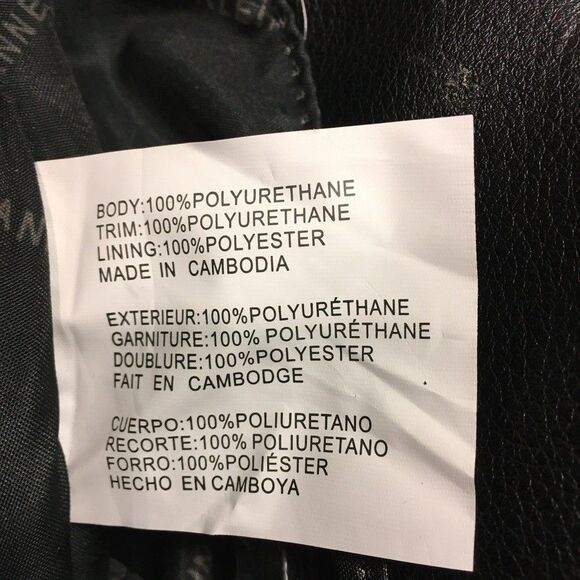 BODY:100%POLYURETHANE
TRIM:100%POLYURETHANE
LINING:100%POLYESTER
MADE IN CAMBODIA
EXTERIEUR:100%POLYURÉTHANE
GARNITURE:100% POLYURÉTHANE
DOUBLURE:100%POLYESTER
FAIT EN CAMBODGE
CUERPO:100%POLIURETANO
RECORTE:100%POLIURETANO
FORRO:100%POLIÉSTER
HECHO EN CAMBOYA